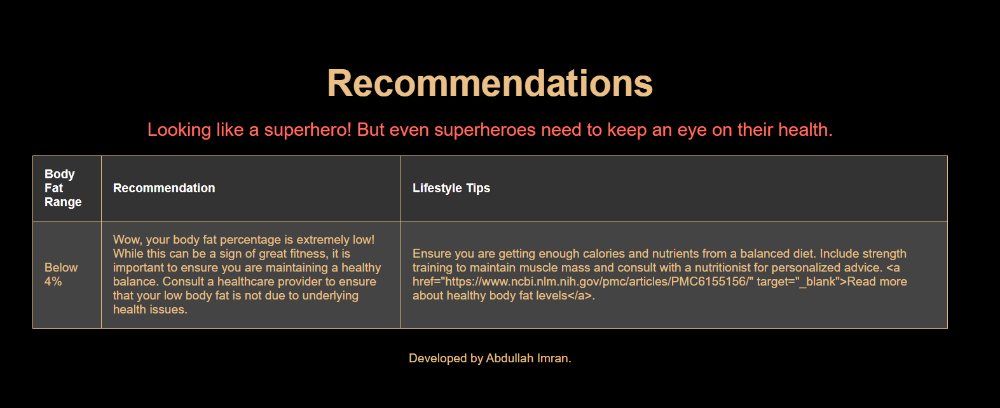 Recommendations
Looking like a superhero! But even superheroes need to keep an eye on their health.
Body
Fat
Range
Recommendation
Lifestyle Tips
Below
4%
Wow, your body fat percentage is extremely low!
While this can be a sign of great fitness, it is
important to ensure you are maintaining a healthy
balance. Consult a healthcare provider to ensure
that your low body fat is not due to underlying
health issues.
Ensure you are getting enough calories and nutrients from a balanced diet. Include strength
training to maintain muscle mass and consult with a nutritionist for personalized advice. <a
href="https://www.ncbi.nlm.nih.gov/pmc/articles/PMC6155156/" target="_blank">Read more
about healthy body fat levels</a>.
Developed by Abdullah Imran.